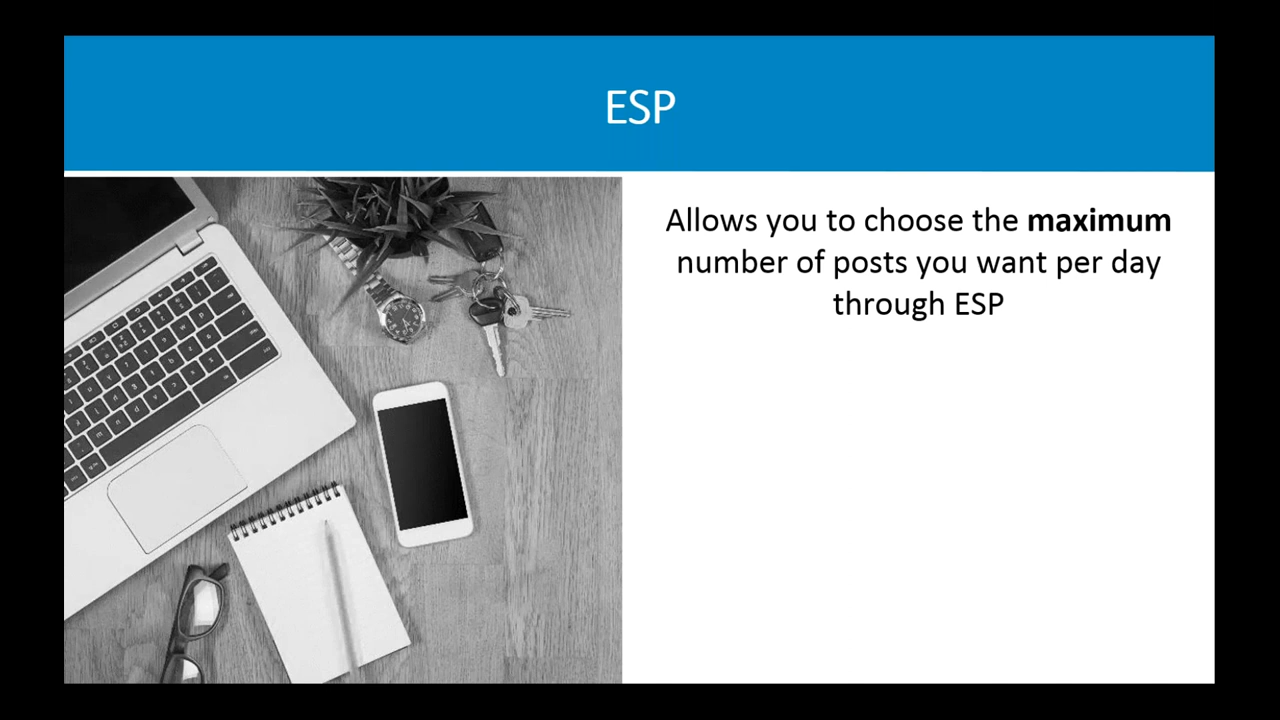 ESP
Allows you to choose the maximum
number of posts you want per day
through ESP